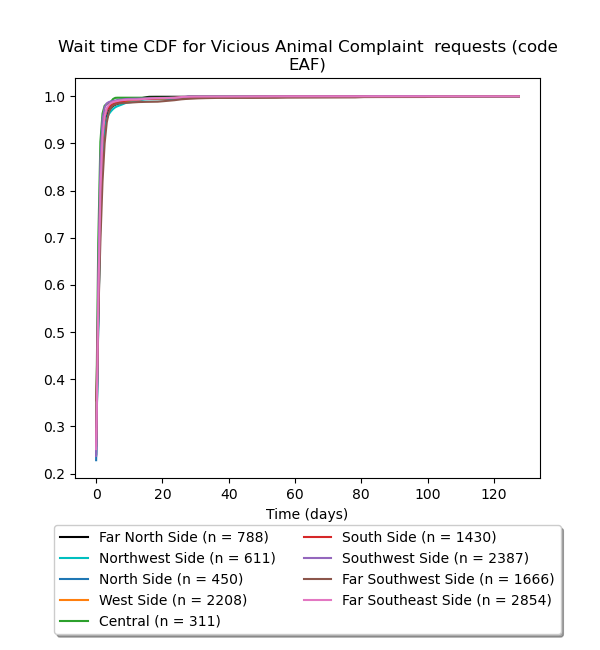 Wait time CDF for Vicious Animal Complaint  requests (code
EAF)
1.0
0.9
0.8
0.7
0.6
0.5
0.4
0.3
0.2
0 20 40 60 80 100 120
Time (days)
Far North Side (n = 788)
Northwest Side (n = 611)
North Side (n = 450)
West Side (n = 2208)
Central (n = 311)
South Side (n = 1430)
Southwest Side (n = 2387)
Far Southwest Side (n = 1666)
Far Southeast Side (n = 2854)